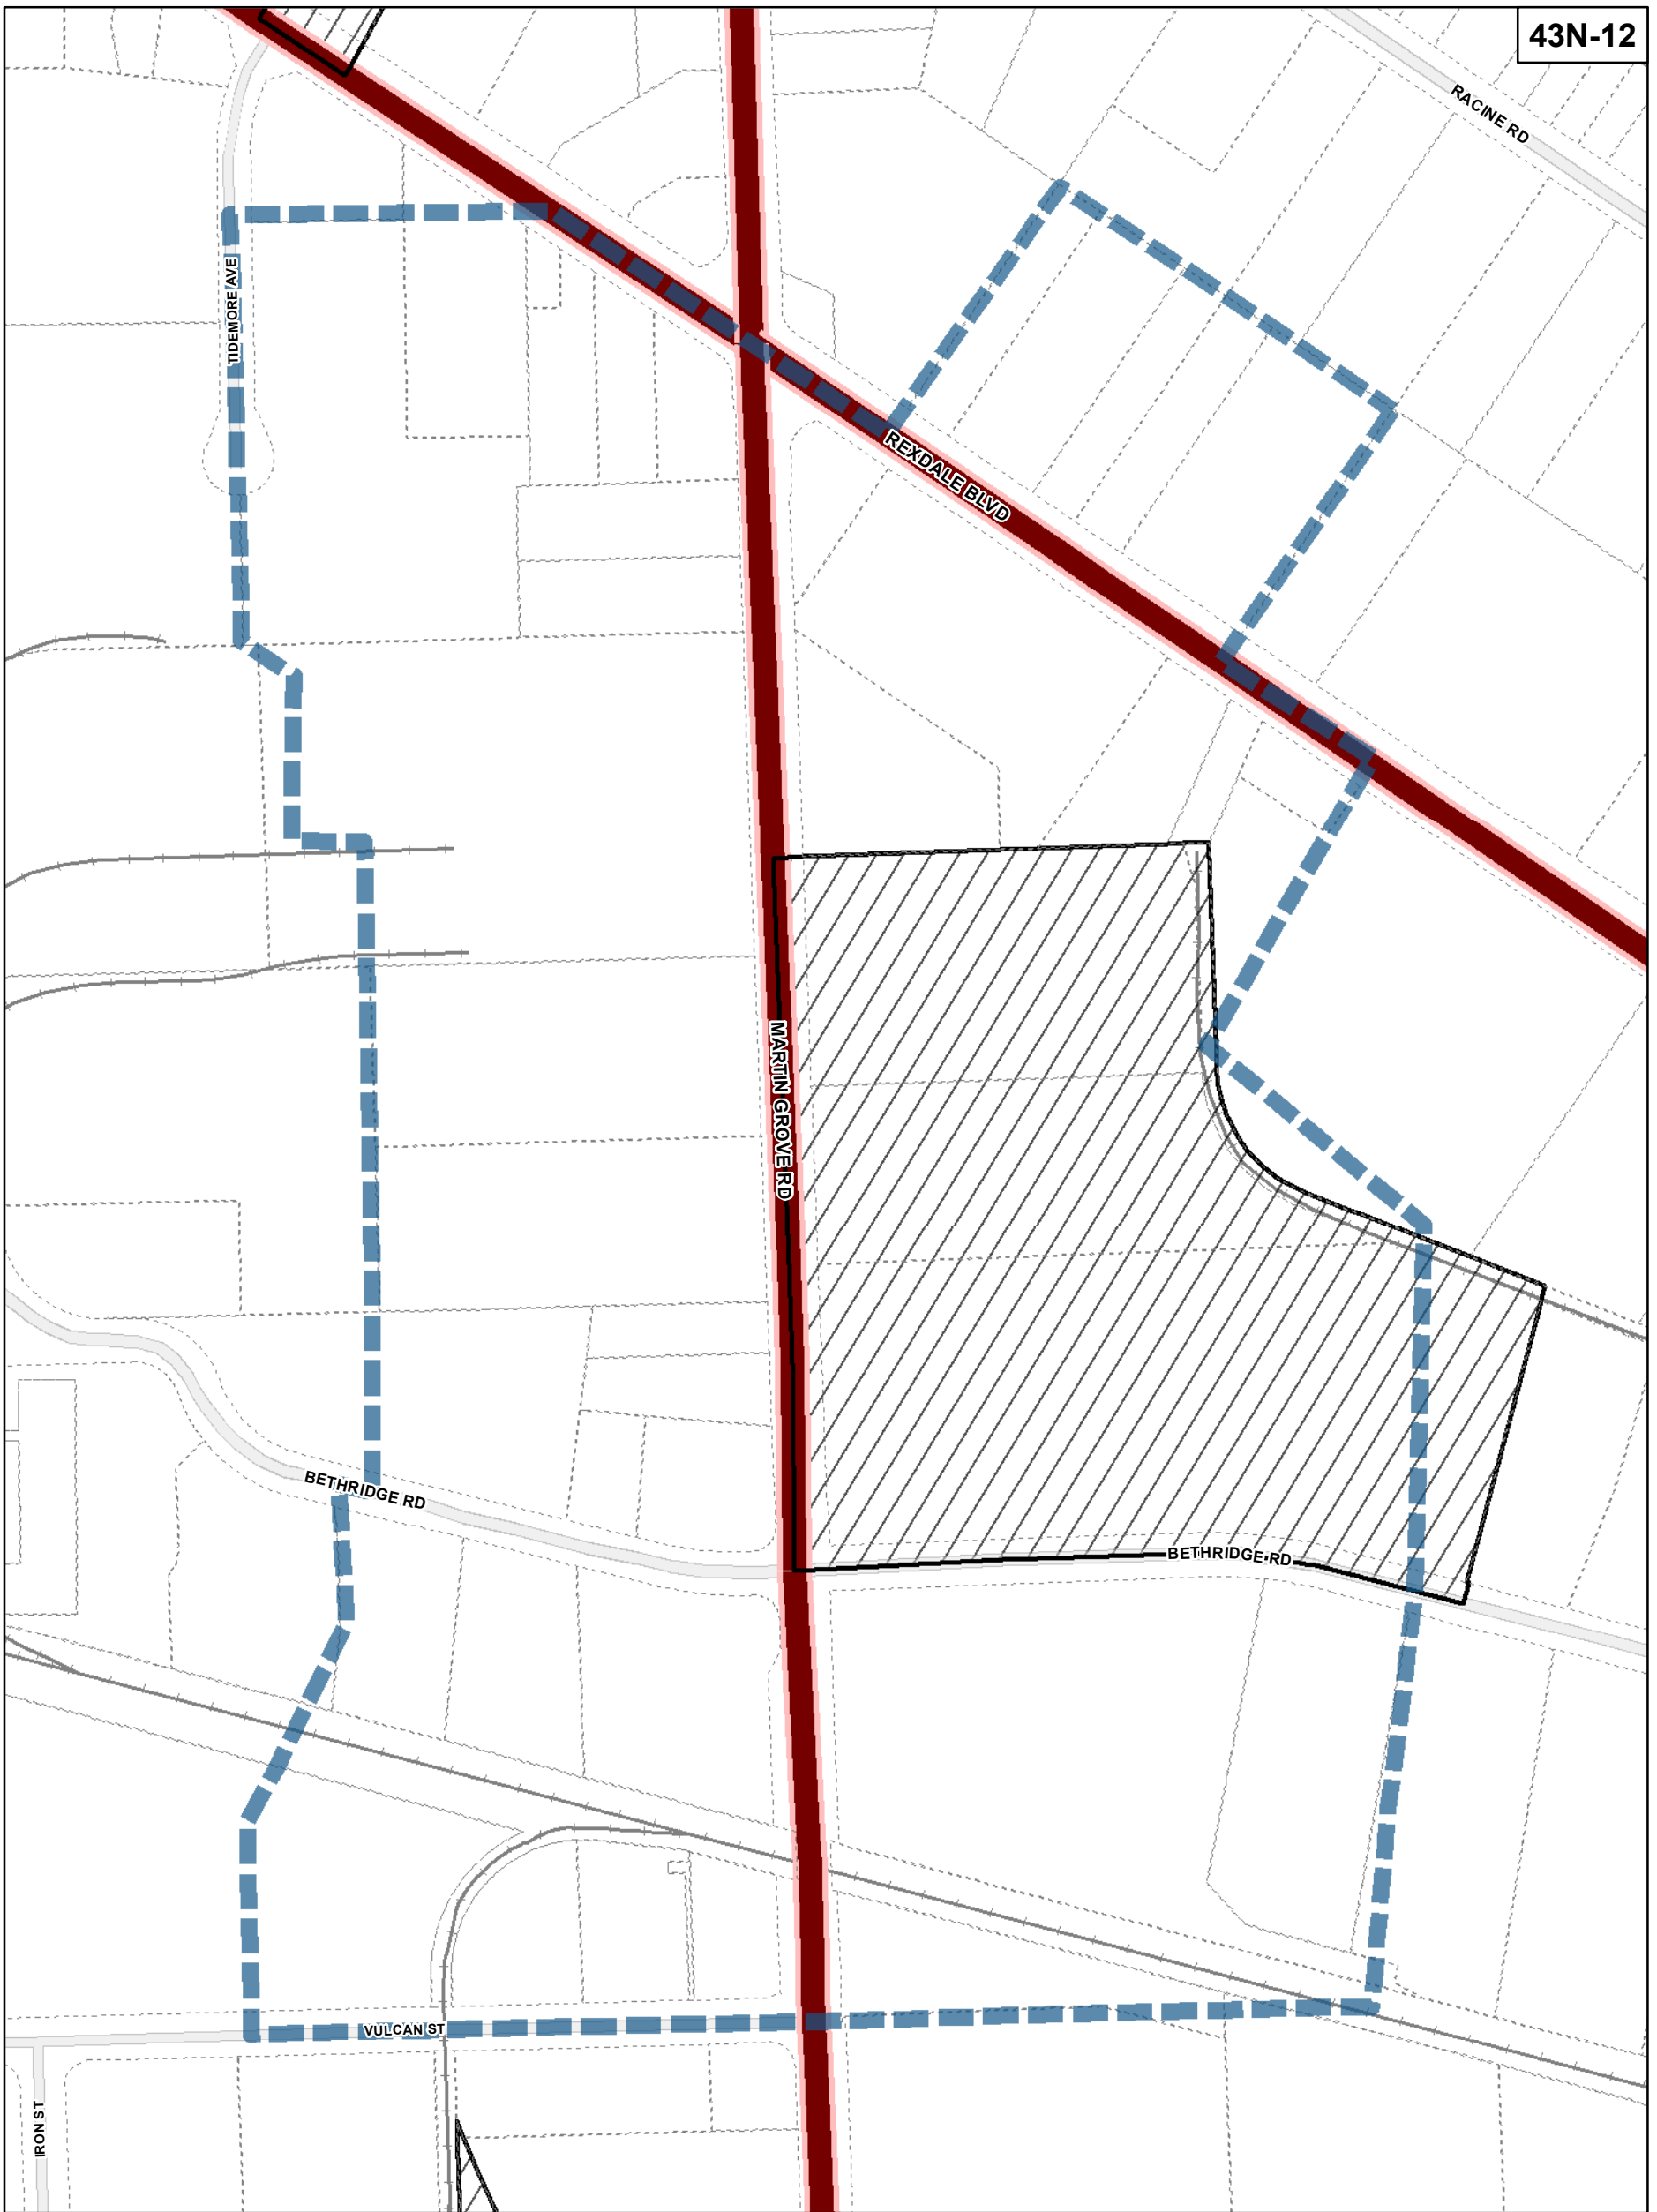 43N-12
RACINE RD
TIDEMORE AVE
REXDALE BLVD
MARTIN GROVE RD
BETHRIDGE RD
BETHRIDGE RD
VULCAN ST
IRON ST